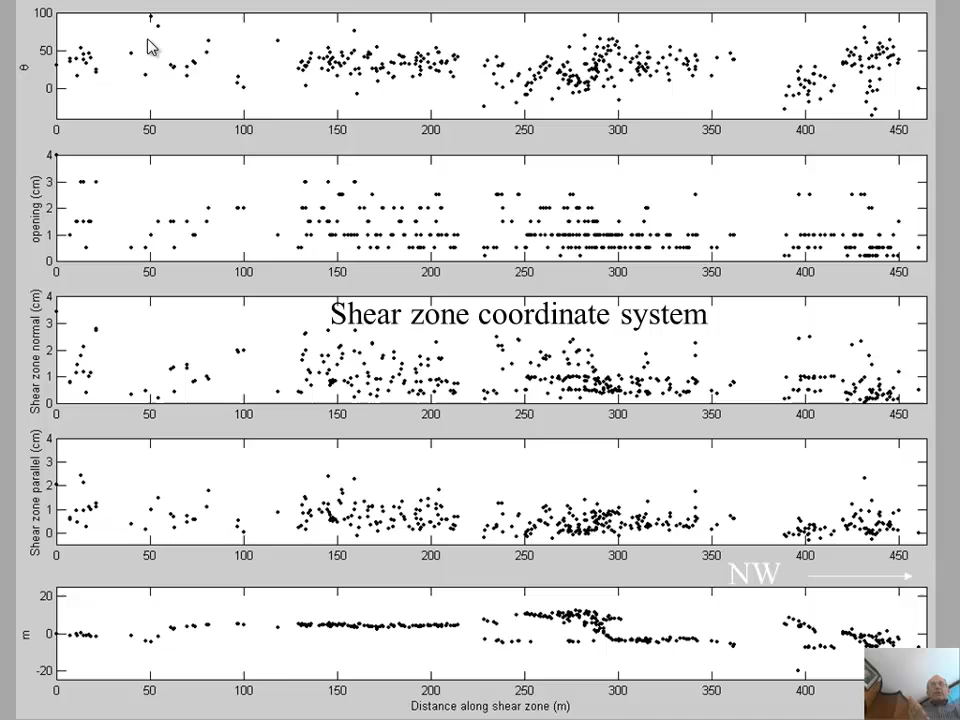 100
50
0
θ
0 50 100 150 200 250 300 350 400 450
4
3
2
1
0
opening (cm)
0 50 100 150 200 250 300 350 400 450
Shear zone coordinate system
4
3
2
1
0
Shear zone normal (cm)
0 50 100 150 200 250 300 350 400 450
4
3
2
1
0
Shear zone parallel (cm)
0 50 100 150 200 250 300 350 400 450
NW
20
0
-20
m
0 50 100 150 200 250 300 350 400
Distance along shear zone (m)